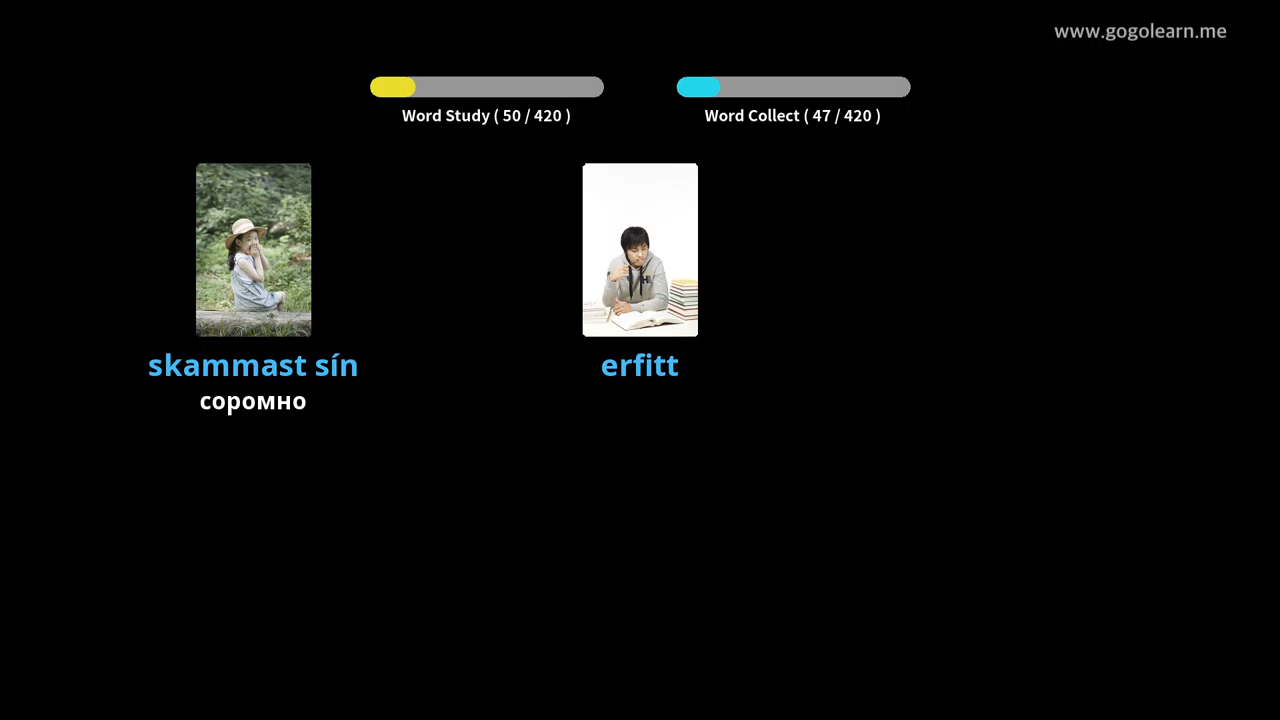 www.gogolearn.me
Word Study ( 50 / 420 )
Word Collect ( 47 / 420 )
skammast sín
соромно
erfitt